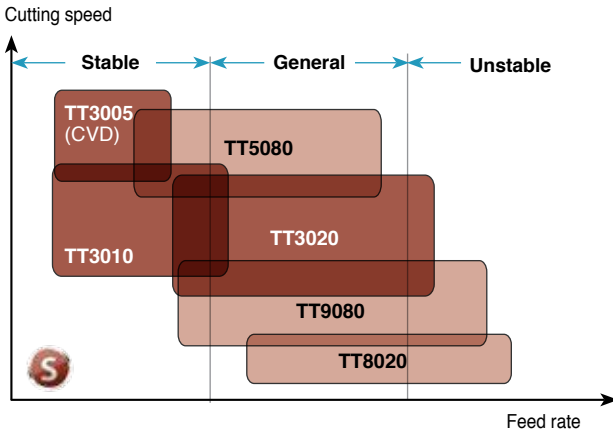 Cutting speed
Stable
General
Unstable
TT3005
(CVD)
TT5080
TT3010
TT3020
TT9080
TT8020
S
Feed rate